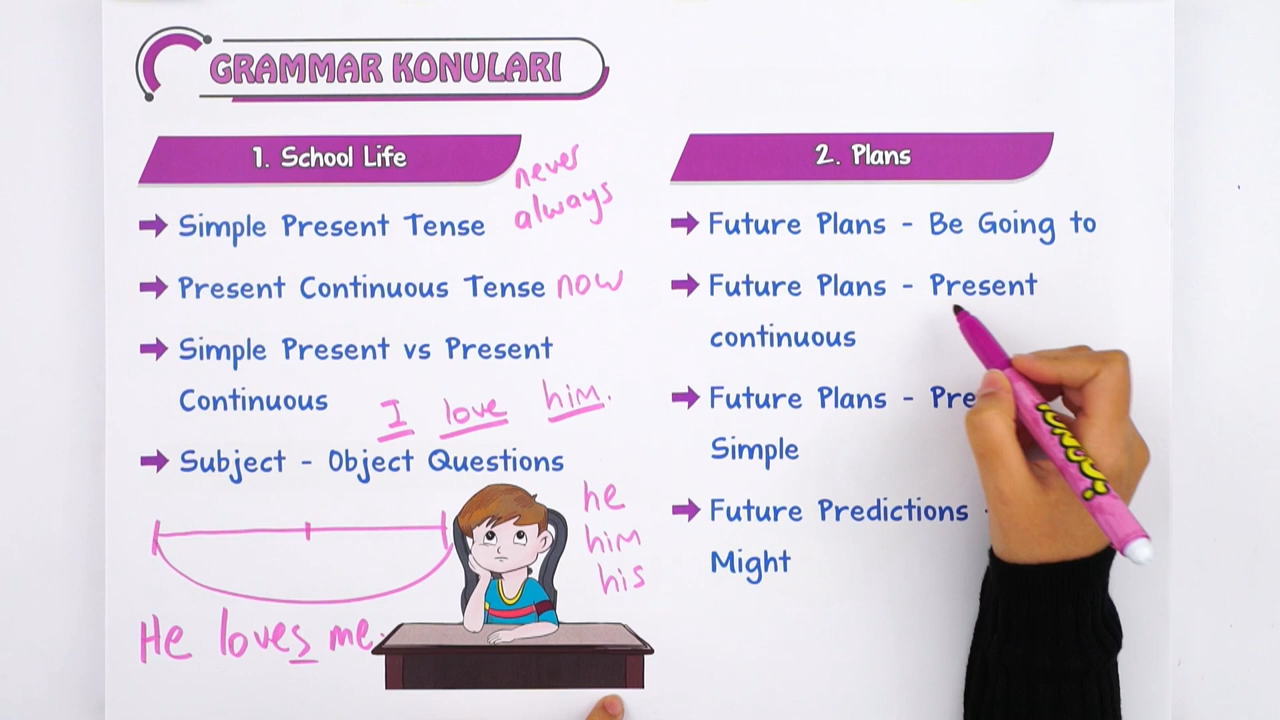 GRAMMAR KONULARI
1. School Life
never
always
Simple Present Tense
Present Continuous Tense now
Simple Present vs Present
Continuous
I love him.
Subject - Object Questions
he
him
his
He loves me.
2. Plans
Future Plans - Be Going to
Future Plans - Present
continuous
Future Plans -
Simple
Future Predictions
Might